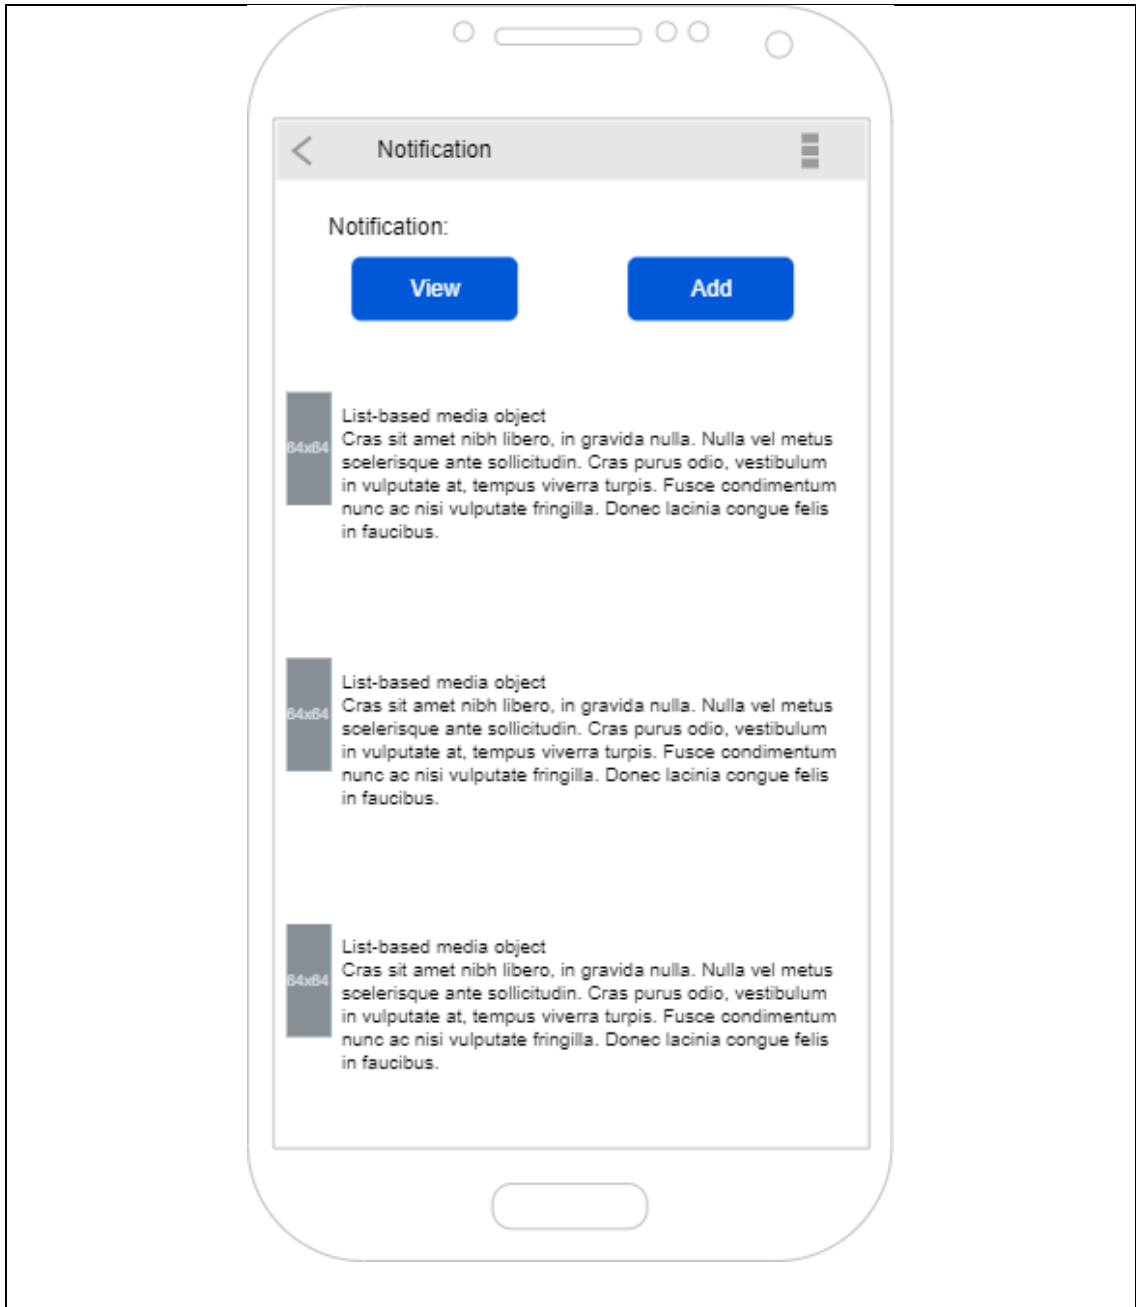 Notification
Notification:
View
Add
64x64
List-based media object
Cras sit amet nibh libero, in gravida nulla. Nulla vel metus
scelerisque ante sollicitudin. Cras purus odio, vestibulum
in vulputate at, tempus viverra turpis. Fusce condimentum
nunc ac nisi vulputate fringilla. Donec lacinia congue felis
in faucibus.
64x64
List-based media object
Cras sit amet nibh libero, in gravida nulla. Nulla vel metus
scelerisque ante sollicitudin. Cras purus odio, vestibulum
in vulputate at, tempus viverra turpis. Fusce condimentum
nunc ac nisi vulputate fringilla. Donec lacinia congue felis
in faucibus.
64x64
List-based media object
Cras sit amet nibh libero, in gravida nulla. Nulla vel metus
scelerisque ante sollicitudin. Cras purus odio, vestibulum
in vulputate at, tempus viverra turpis. Fusce condimentum
nunc ac nisi vulputate fringilla. Donec lacinia congue felis
in faucibus.